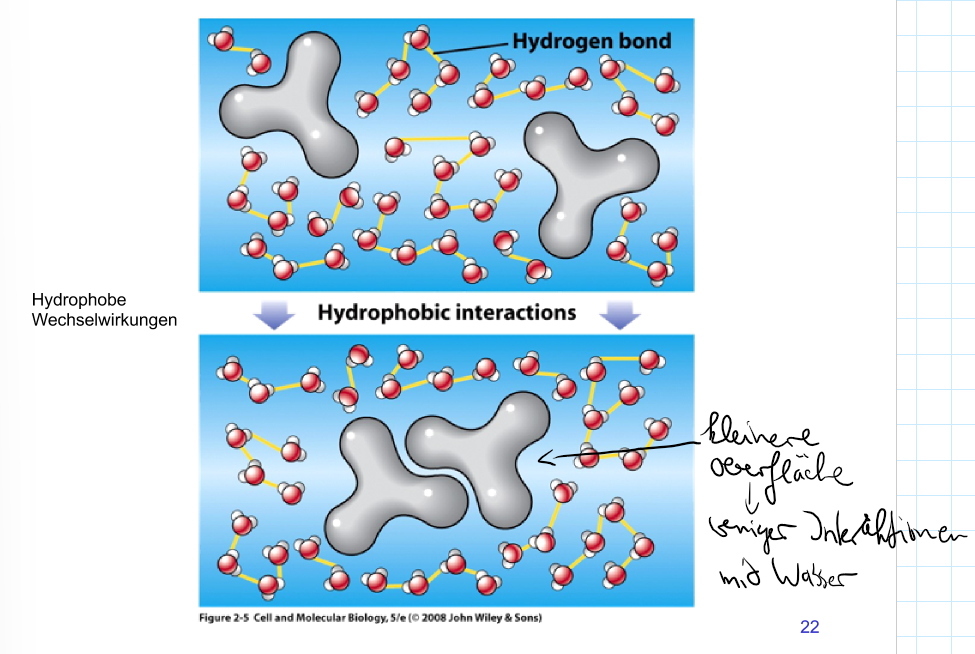 Hydrogen bond
Hydrophobe
Wechselwirkungen
Hydrophobic interactions
kleinere
Oberfläche
↓
weniger Interaktionen
mit Wasser
Figure 2-5 Cell and Molecular Biology, 5/e (© 2008 John Wiley & Sons)
22